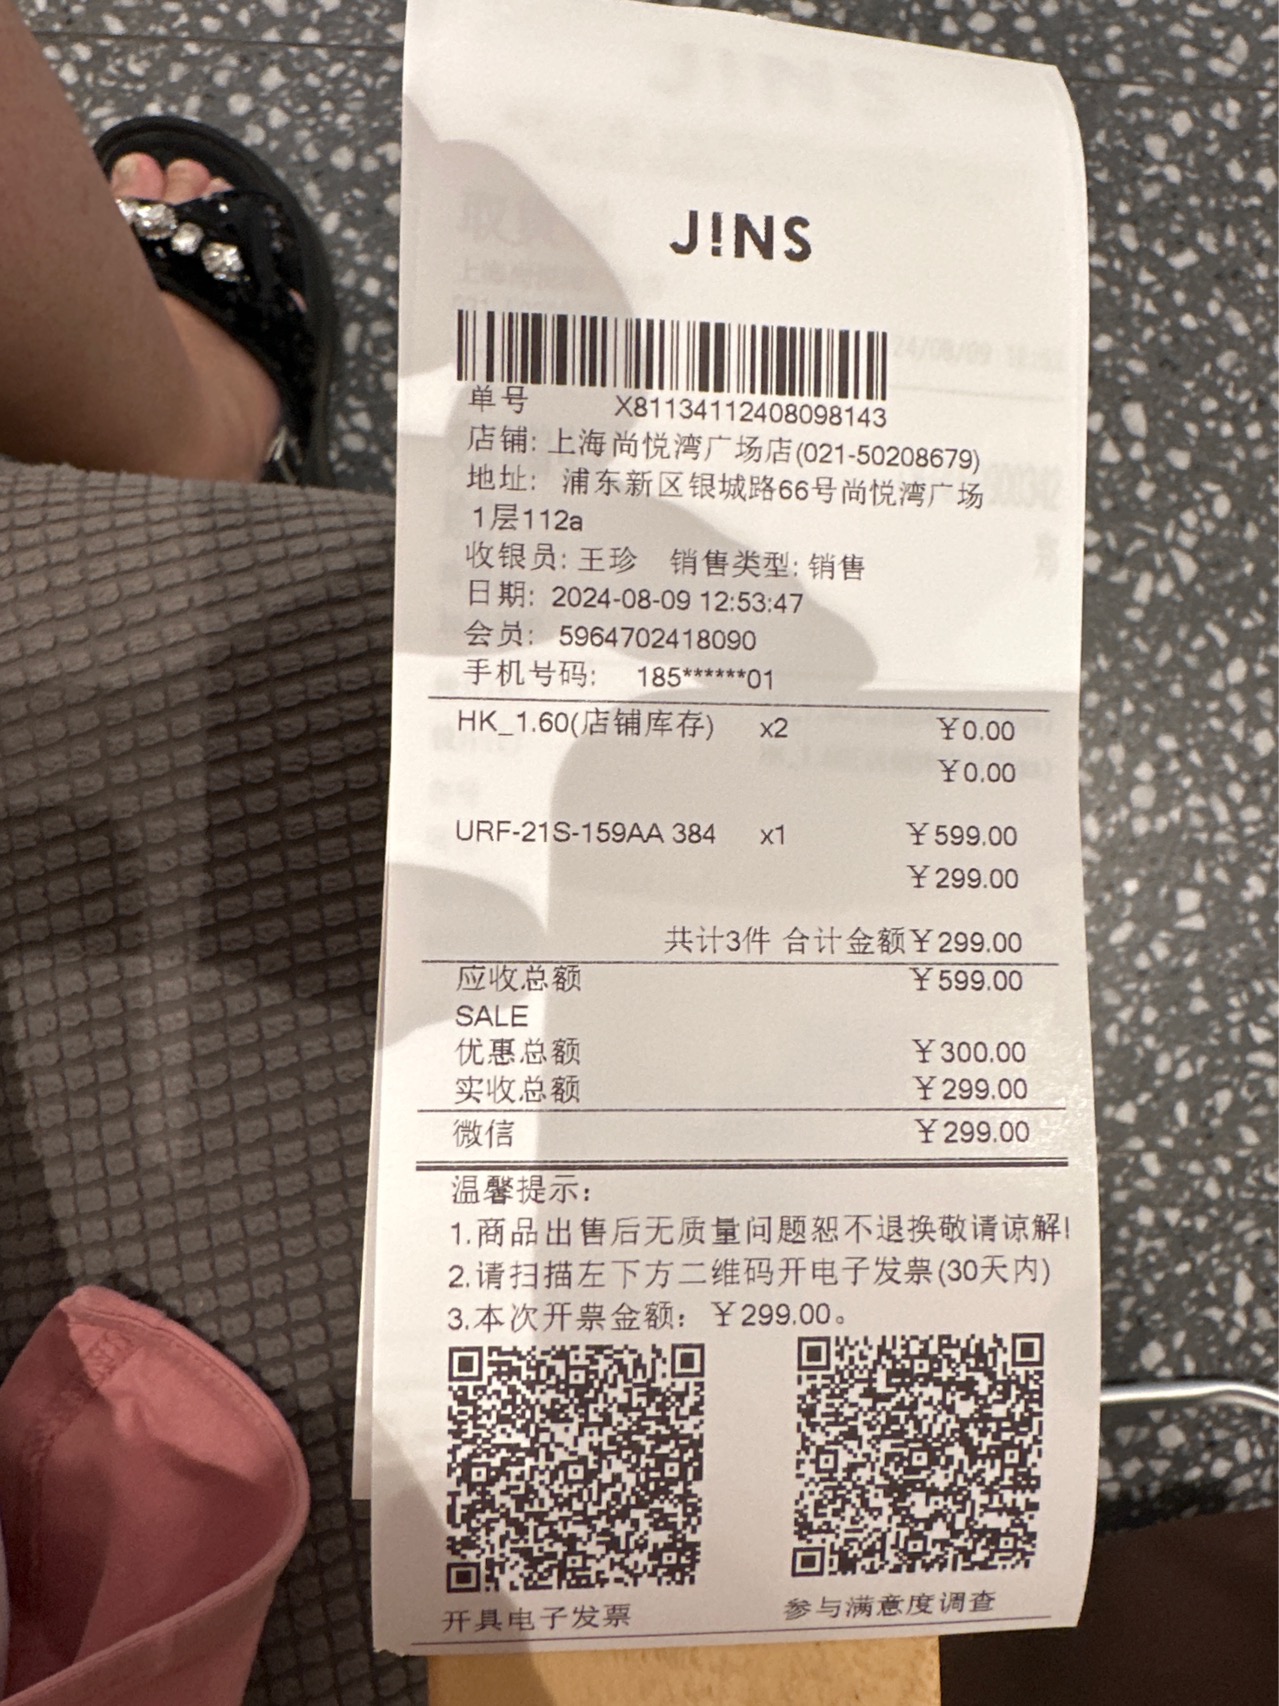 J!NS
单号 X81134112408098143
店铺: 上海尚悦湾广场店(021-50208679)
地址: 浦东新区银城路66号尚悦湾广场
1层112a
收银员: 王珍 销售类型: 销售
日期: 2024-08-09 12:53:47
会员: 5964702418090
手机号码: 185******01
HK_1.60(店铺库存) x2 ¥0.00
¥0.00
URF-21S-159AA 384 x1 ¥599.00
¥299.00
共计3件 合计金额¥299.00
应收总额 ¥599.00
SALE
优惠总额 ¥300.00
实收总额 ¥299.00
微信 ¥299.00
温馨提示:
1.商品出售后无质量问题恕不退换敬请谅解!
2.请扫描左下方二维码开电子发票(30天内)
3.本次开票金额: ¥299.00。
开具电子发票 参与满意度调查